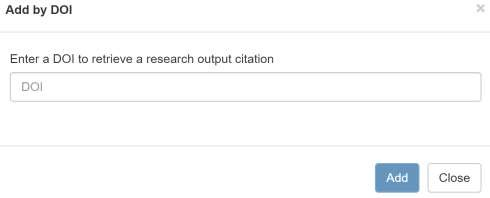 Add by DOI
×
Enter a DOI to retrieve a research output citation
DOI
Add
Close